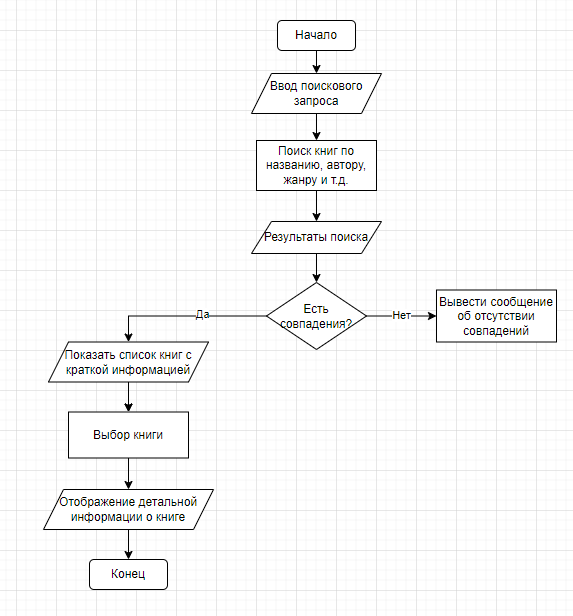 Начало
Ввод поискового
запроса
Поиск книг по
названию, автору,
жанру и т.д.
Результаты поиска
Есть
совпадения?
Да
Нет
Вывести сообщение
об отсутствии
совпадений
Показать список книг с
краткой информацией
Выбор книги
Отображение детальной
информации о книге
Конец